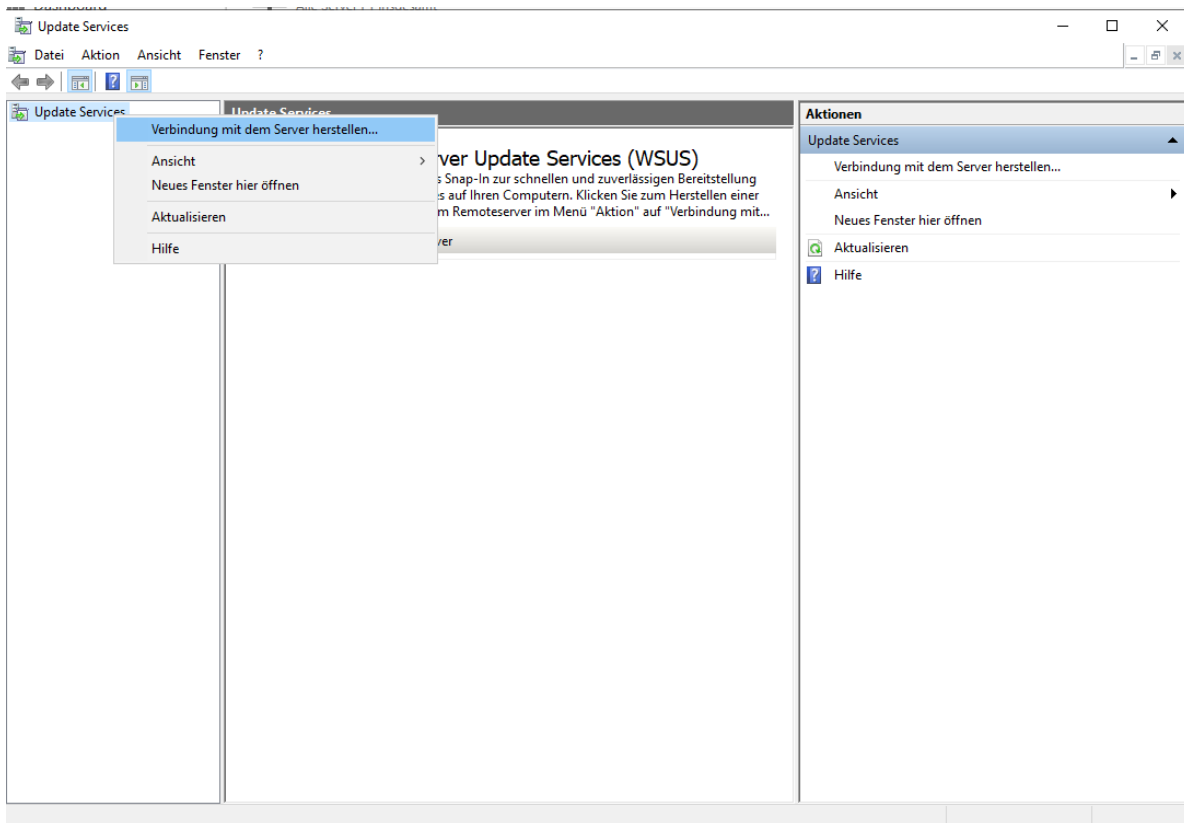 Update Services
Datei Aktion Ansicht Fenster ?
Update Services
Verbindung mit dem Server herstellen...
Ansicht
Neues Fenster hier öffnen
Aktualisieren
Hilfe
Update Services
ver Update Services (WSUS)
s Snap-In zur schnellen und zuverlässigen Bereitstellung
es auf Ihren Computern. Klicken Sie zum Herstellen einer
m Remoteserver im Menü "Aktion" auf "Verbindung mit...
ver
Aktionen
Update Services
Verbindung mit dem Server herstellen...
Ansicht
Neues Fenster hier öffnen
Aktualisieren
Hilfe